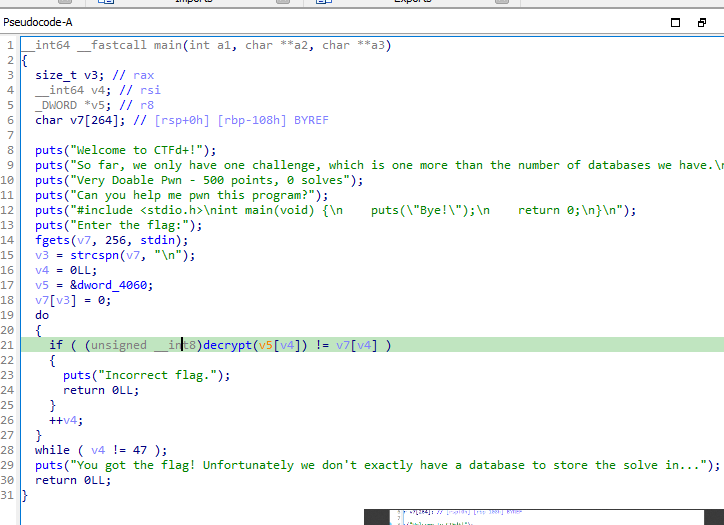 Imports Exports
Pseudocode-A
1 __int64 __fastcall main(int a1, char **a2, char **a3)
2 {
3 size_t v3; // rax
4 __int64 *v4; // rsi
5 _DWORD *v5; // r8
6 char v7[264]; // [rsp+0h] [rbp-108h] BYREF
7
8 puts("Welcome to CTFd+!");
9 puts("So far, we only have one challenge, which is one more than the number of databases we have.\n
10 puts("Very Doable Pwn - 500 points, 0 solves");
11 puts("Can you help me pwn this program?");
12 puts("#include <stdio.h>\nint main(void) {\n    puts(\"Bye!\");\n    return 0;\n}\n");
13 puts("Enter the flag:");
14 fgets(v7, 256, stdin);
15 v3 = strcspn(v7, "\n");
16 v4 = 0LL;
17 v5 = &dword_4060;
18 v7[v3] = 0;
19 do
20 {
21 if ( (unsigned __int8)decrypt(v5[v4]) != v7[v4] )
22 {
23 puts("Incorrect flag.");
24 return 0LL;
25 }
26 ++v4;
27 }
28 while ( v4 != 47 );
29 puts("You got the flag! Unfortunately we don't exactly have a database to store the solve in...");
30 return 0LL;
31 }